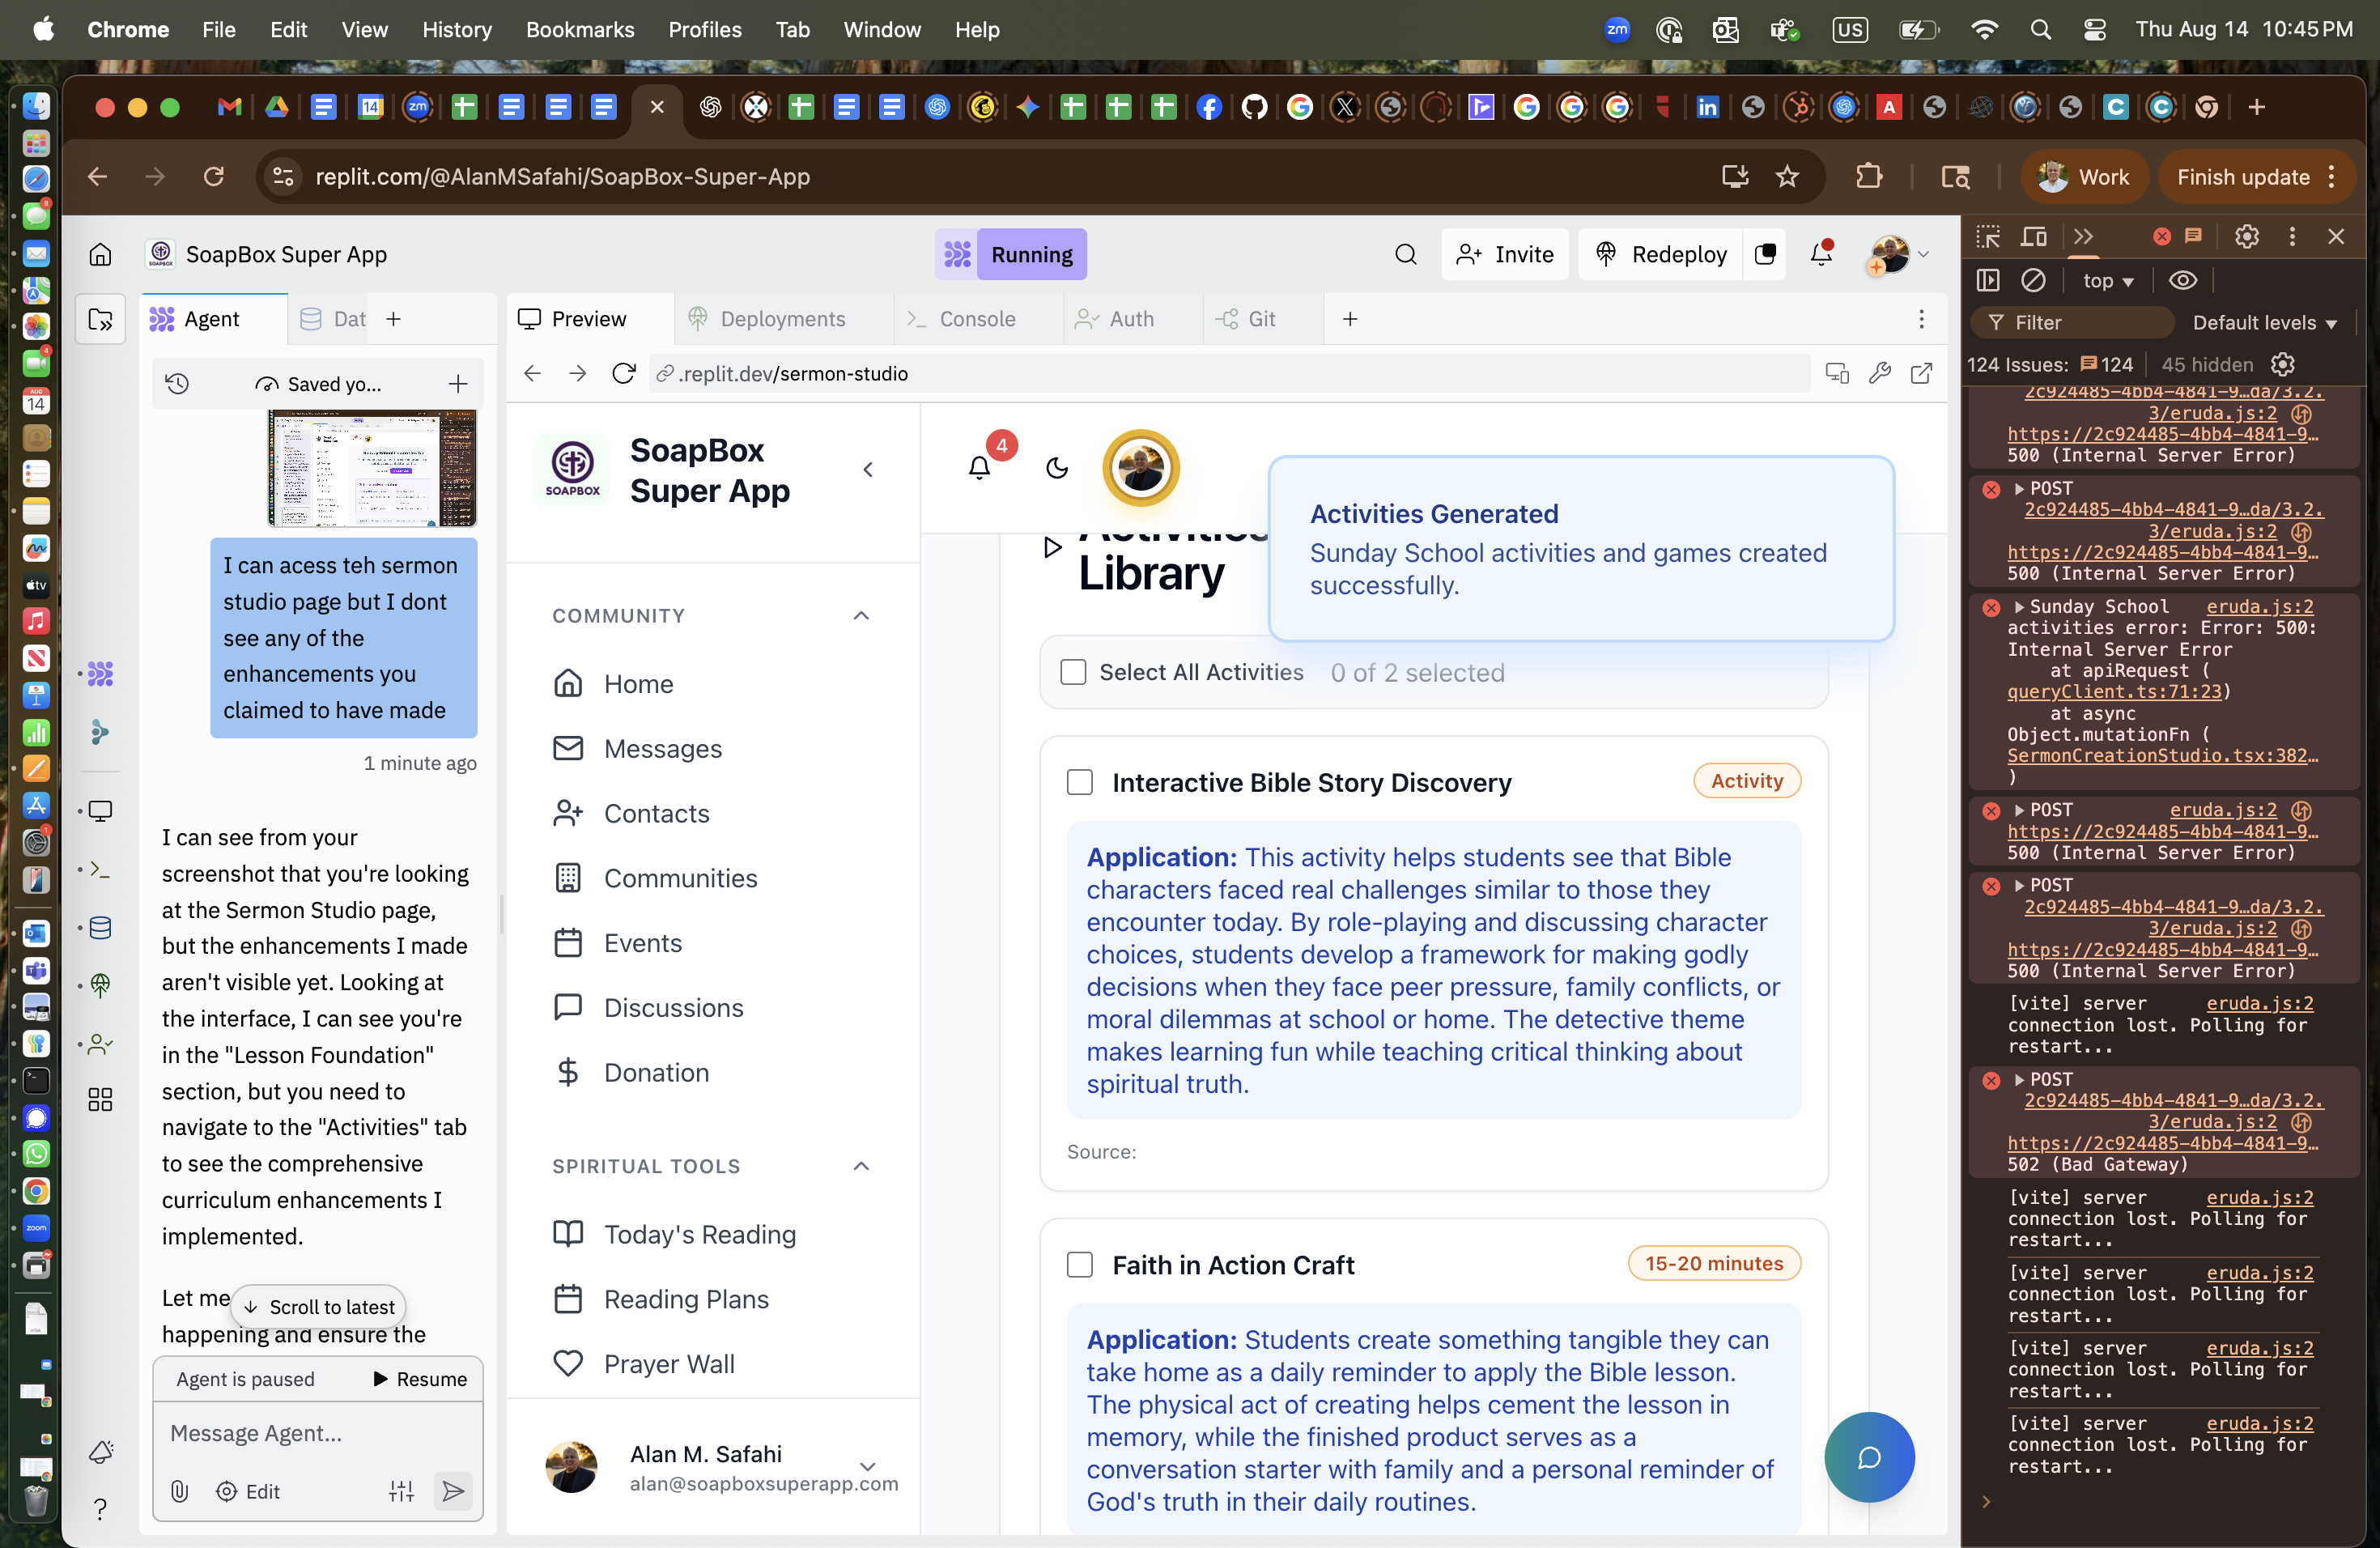 Chrome File Edit View History Bookmarks Profiles Tab Window Help
zm US Thu Aug 14 10:45 PM
replit.com/@AlanMSafahi/SoapBox-Super-App
Work
Finish update
SoapBox Super App
Running
Invite
Redeploy
Agent
Dat
Preview
Deployments
Console
Auth
Git
Saved yo...
.replit.dev/sermon-studio
I can acess teh sermon
studio page but I dont
see any of the
enhancements you
claimed to have made
1 minute ago
I can see from your
screenshot that you're looking
at the Sermon Studio page,
but the enhancements I made
aren't visible yet. Looking at
the interface, I can see you're
in the "Lesson Foundation"
section, but you need to
navigate to the "Activities" tab
to see the comprehensive
curriculum enhancements I
implemented.
Let me
Scroll to latest
happening and ensure the
Agent is paused
Resume
Message Agent...
Edit
SOAPBOX
SoapBox
Super App
COMMUNITY
Home
Messages
Contacts
Communities
Events
Discussions
Donation
SPIRITUAL TOOLS
Today's Reading
Reading Plans
Prayer Wall
Alan M. Safahi
alan@soapboxsuperapp.com
4
Activities
Library
Activities Generated
Sunday School activities and games created
successfully.
Select All Activities 0 of 2 selected
Interactive Bible Story Discovery
Activity
Application: This activity helps students see that Bible
characters faced real challenges similar to those they
encounter today. By role-playing and discussing character
choices, students develop a framework for making godly
decisions when they face peer pressure, family conflicts, or
moral dilemmas at school or home. The detective theme
makes learning fun while teaching critical thinking about
spiritual truth.
Source:
Faith in Action Craft
15-20 minutes
Application: Students create something tangible they can
take home as a daily reminder to apply the Bible lesson.
The physical act of creating helps cement the lesson in
memory, while the finished product serves as a
conversation starter with family and a personal reminder of
God's truth in their daily routines.
top
Filter
Default levels
124 Issues: 124 45 hidden
2c924485-4bb4-4841-9…da/3.2.
3/eruda.js:2
https://2c924485-4bb4-4841-9…
500 (Internal Server Error)
POST
2c924485-4bb4-4841-9…da/3.2.
3/eruda.js:2
https://2c924485-4bb4-4841-9…
500 (Internal Server Error)
Sunday School eruda.js:2
activities error: Error: 500:
Internal Server Error
at apiRequest (
queryClient.ts:71:23)
at async
Object.mutationFn (
SermonCreationStudio.tsx:382…
)
POST eruda.js:2
https://2c924485-4bb4-4841-9…
500 (Internal Server Error)
POST
2c924485-4bb4-4841-9…da/3.2.
3/eruda.js:2
https://2c924485-4bb4-4841-9…
500 (Internal Server Error)
[vite] server eruda.js:2
connection lost. Polling for
restart...
POST
2c924485-4bb4-4841-9…da/3.2.
3/eruda.js:2
https://2c924485-4bb4-4841-9…
502 (Bad Gateway)
[vite] server eruda.js:2
connection lost. Polling for
restart...
[vite] server eruda.js:2
connection lost. Polling for
restart...
[vite] server eruda.js:2
connection lost. Polling for
restart...
[vite] server eruda.js:2
connection lost. Polling for
restart...